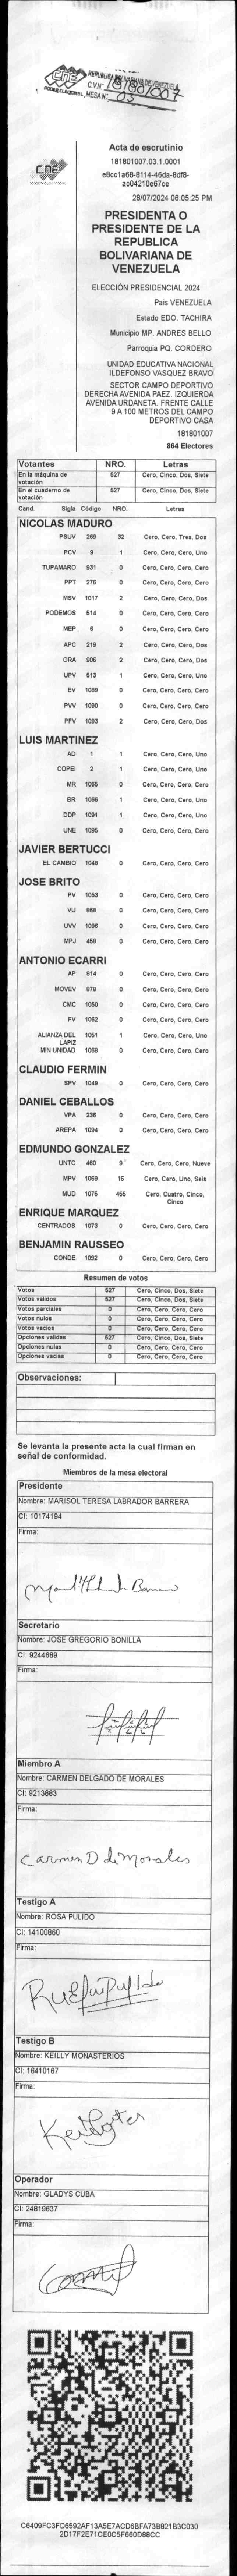 CNE
PODER ELECTORAL
REPUBLICA BOLIVARIANA DE VENEZUELA
C.V.Nº 181801007
MESA Nº 03
CNE
Acta de escrutinio
181801007.03.1.0001
e8cc1a68-8114-46da-8df8-
ac04210e67ce
28/07/2024 06:05:25 PM
PRESIDENTA O
PRESIDENTE DE LA
REPUBLICA
BOLIVARIANA DE
VENEZUELA
ELECCIÓN PRESIDENCIAL 2024
Pais VENEZUELA
Estado EDO. TACHIRA
Municipio MP. ANDRES BELLO
Parroquia PQ. CORDERO
UNIDAD EDUCATIVA NACIONAL
ILDEFONSO VASQUEZ BRAVO
SECTOR CAMPO DEPORTIVO
DERECHA AVENIDA PAEZ. IZQUIERDA
AVENIDA URDANETA. FRENTE CALLE
9 A 100 METROS DEL CAMPO
DEPORTIVO CASA
181801007
864 Electores
Votantes NRO. Letras
En la máquina de votación 527 Cero, Cinco, Dos, Siete
En el cuaderno de votación 527 Cero, Cinco, Dos, Siete
Cand. Sigla Código NRO. Letras
NICOLAS MADURO
PSUV 269 32 Cero, Cero, Tres, Dos
PCV 9 1 Cero, Cero, Cero, Uno
TUPAMARO 931 0 Cero, Cero, Cero, Cero
PPT 276 0 Cero, Cero, Cero, Cero
MSV 1017 2 Cero, Cero, Cero, Dos
PODEMOS 514 0 Cero, Cero, Cero, Cero
MEP 6 0 Cero, Cero, Cero, Cero
APC 219 2 Cero, Cero, Cero, Dos
ORA 906 2 Cero, Cero, Cero, Dos
UPV 513 1 Cero, Cero, Cero, Uno
EV 1089 0 Cero, Cero, Cero, Cero
PVV 1090 0 Cero, Cero, Cero, Cero
PFV 1093 2 Cero, Cero, Cero, Dos
LUIS MARTINEZ
AD 1 1 Cero, Cero, Cero, Uno
COPEI 2 1 Cero, Cero, Cero, Uno
MR 1065 0 Cero, Cero, Cero, Cero
BR 1066 1 Cero, Cero, Cero, Uno
DDP 1091 1 Cero, Cero, Cero, Uno
UNE 1095 0 Cero, Cero, Cero, Cero
JAVIER BERTUCCI
EL CAMBIO 1048 0 Cero, Cero, Cero, Cero
JOSE BRITO
PV 1053 0 Cero, Cero, Cero, Cero
VU 968 0 Cero, Cero, Cero, Cero
UVV 1096 0 Cero, Cero, Cero, Cero
MPJ 459 0 Cero, Cero, Cero, Cero
ANTONIO ECARRI
AP 914 0 Cero, Cero, Cero, Cero
MOVEV 979 0 Cero, Cero, Cero, Cero
CMC 1050 0 Cero, Cero, Cero, Cero
FV 1062 0 Cero, Cero, Cero, Cero
ALIANZA DEL LAPIZ 1061 1 Cero, Cero, Cero, Uno
MIN UNIDAD 1068 0 Cero, Cero, Cero, Cero
CLAUDIO FERMIN
SPV 1049 0 Cero, Cero, Cero, Cero
DANIEL CEBALLOS
VPA 236 0 Cero, Cero, Cero, Cero
AREPA 1094 0 Cero, Cero, Cero, Cero
EDMUNDO GONZALEZ
UNTC 460 9 Cero, Cero, Cero, Nueve
MPV 1069 16 Cero, Cero, Uno, Seis
MUD 1075 455 Cero, Cuatro, Cinco, Cinco
ENRIQUE MARQUEZ
CENTRADOS 1073 0 Cero, Cero, Cero, Cero
BENJAMIN RAUSSEO
CONDE 1092 0 Cero, Cero, Cero, Cero
Resumen de votos
Votos 527 Cero, Cinco, Dos, Siete
Votos validos 527 Cero, Cinco, Dos, Siete
Votos parciales 0 Cero, Cero, Cero, Cero
Votos nulos 0 Cero, Cero, Cero, Cero
Votos vacios 0 Cero, Cero, Cero, Cero
Opciones validas 527 Cero, Cinco, Dos, Siete
Opciones nulas 0 Cero, Cero, Cero, Cero
Opciones vacias 0 Cero, Cero, Cero, Cero
Observaciones:
Se levanta la presente acta la cual firman en
señal de conformidad.
Miembros de la mesa electoral
Presidente
Nombre: MARISOL TERESA LABRADOR BARRERA
CI: 10174194
Firma:
Secretario
Nombre: JOSE GREGORIO BONILLA
CI: 9244689
Firma:
Miembro A
Nombre: CARMEN DELGADO DE MORALES
CI: 9213683
Firma:
Carmen D de Morales
Testigo A
Nombre: ROSA PULIDO
CI: 14100860
Firma:
Testigo B
Nombre: KEILLY MONASTERIOS
CI: 16410167
Firma:
Operador
Nombre: GLADYS CUBA
CI: 24819637
Firma:
C6409FC3FD6592AF13A5E7ACD6BFA73B821B3C030
2D17F2E71CE0C5F660D88CC